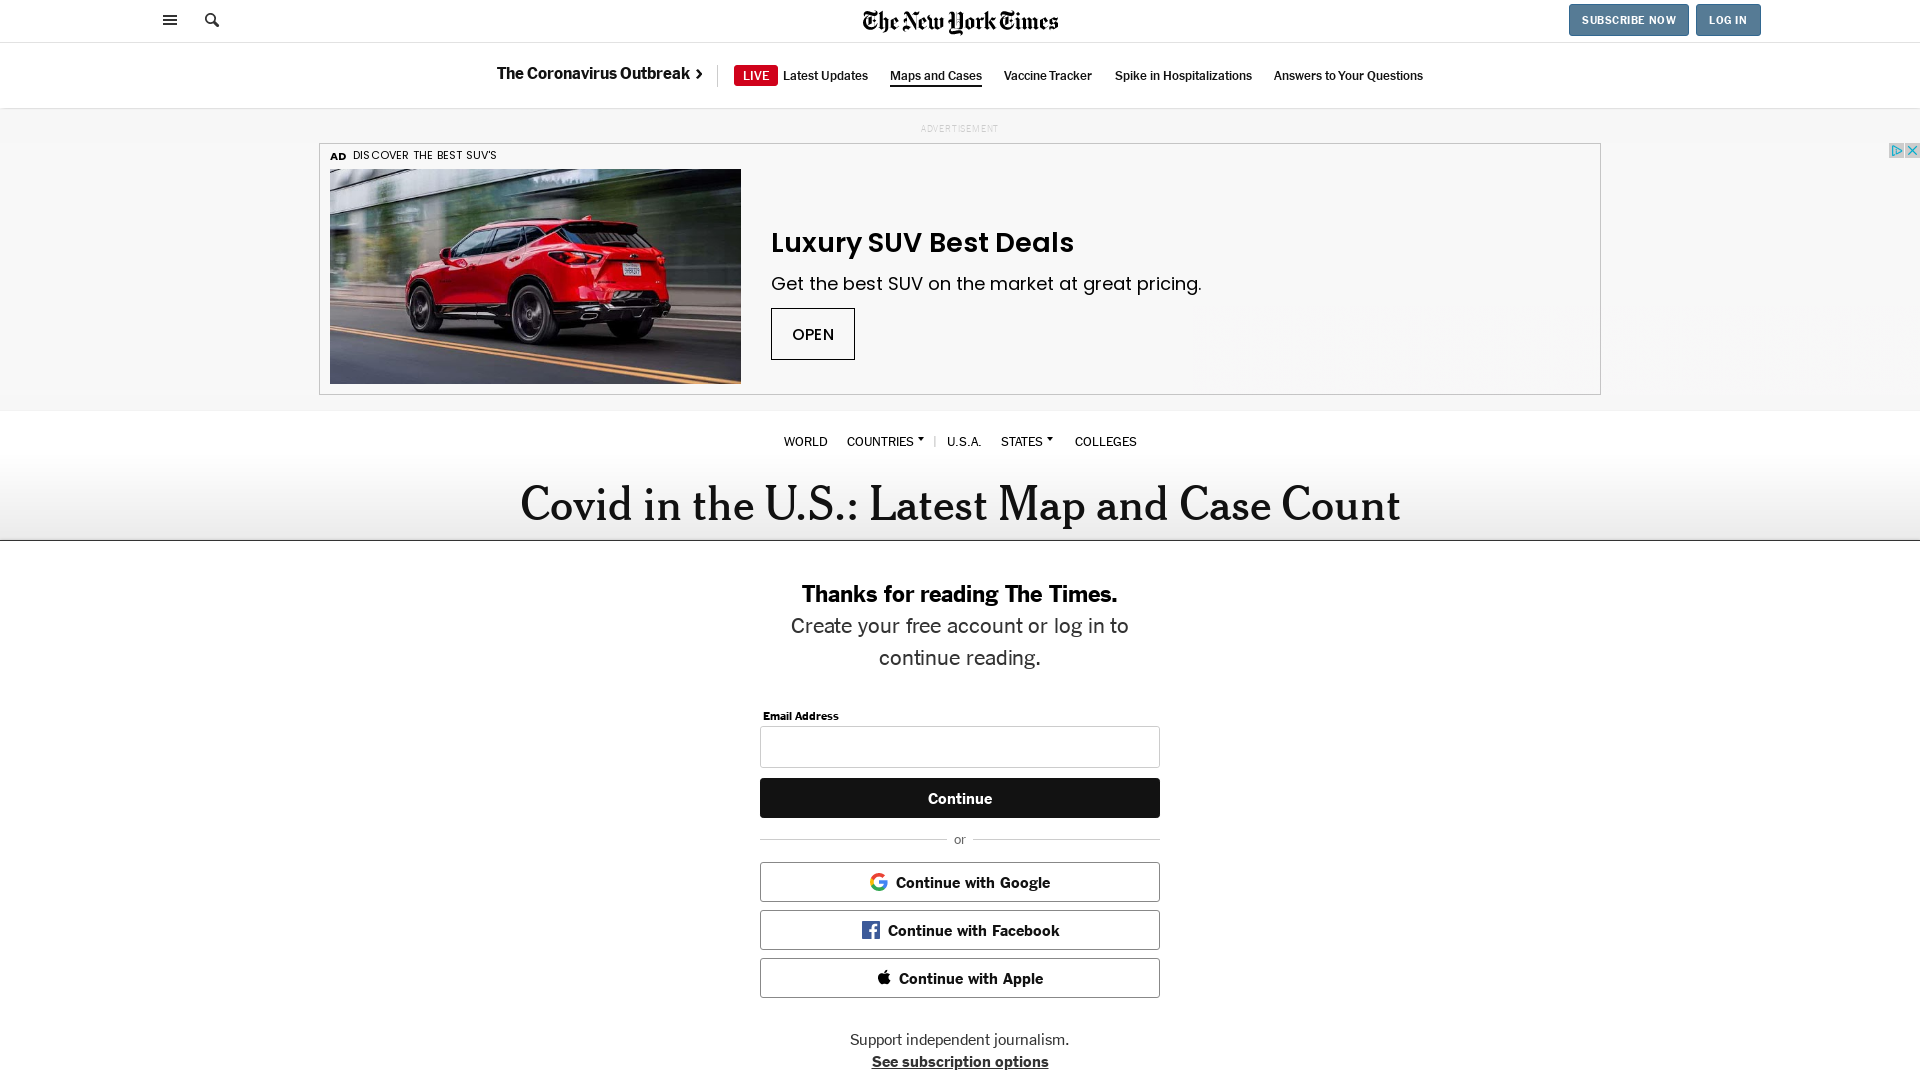 The New York Times
SUBSCRIBE NOW
LOG IN
The Coronavirus Outbreak
LIVE Latest Updates
Maps and Cases
Vaccine Tracker
Spike in Hospitalizations
Answers to Your Questions
ADVERTISEMENT
AD DISCOVER THE BEST SUV'S
Luxury SUV Best Deals
Get the best SUV on the market at great pricing.
OPEN
WORLD COUNTRIES | U.S.A. STATES COLLEGES
Covid in the U.S.: Latest Map and Case Count
Thanks for reading The Times.
Create your free account or log in to
continue reading.
Email Address
Continue
or
Continue with Google
Continue with Facebook
Continue with Apple
Support independent journalism.
See subscription options